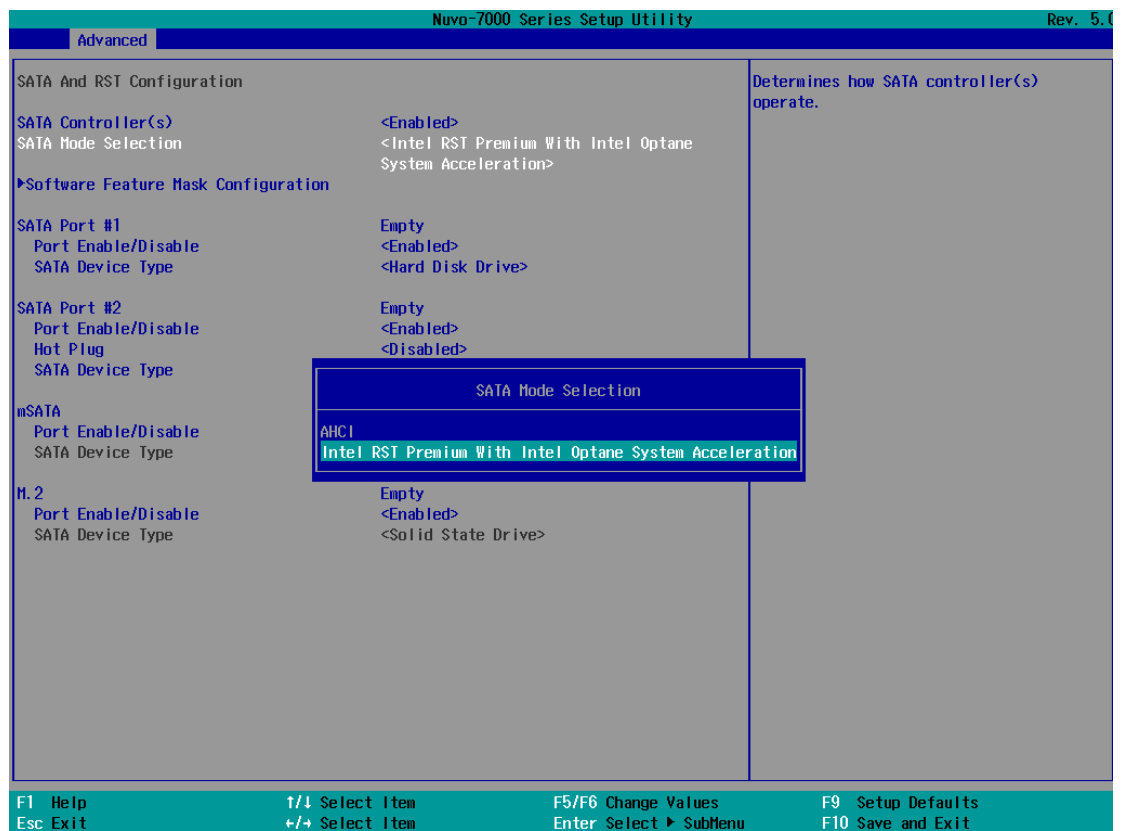 Nuvo-7000 Series Setup Utility Rev. 5.0
Advanced
SATA And RST Configuration
Determines how SATA controller(s)
operate.
SATA Controller(s) <Enabled>
SATA Mode Selection <Intel RST Premium With Intel Optane
System Acceleration>
▶Software Feature Mask Configuration
SATA Port #1 Empty
Port Enable/Disable <Enabled>
SATA Device Type <Hard Disk Drive>
SATA Port #2 Empty
Port Enable/Disable <Enabled>
Hot Plug <Disabled>
SATA Device Type
SATA Mode Selection
AHCI
Intel RST Premium With Intel Optane System Acceleration
mSATA
Port Enable/Disable
SATA Device Type
M.2 Empty
Port Enable/Disable <Enabled>
SATA Device Type <Solid State Drive>
F1 Help ↑/↓ Select Item F5/F6 Change Values F9 Setup Defaults
Esc Exit ←/→ Select Item Enter Select ▶ SubMenu F10 Save and Exit